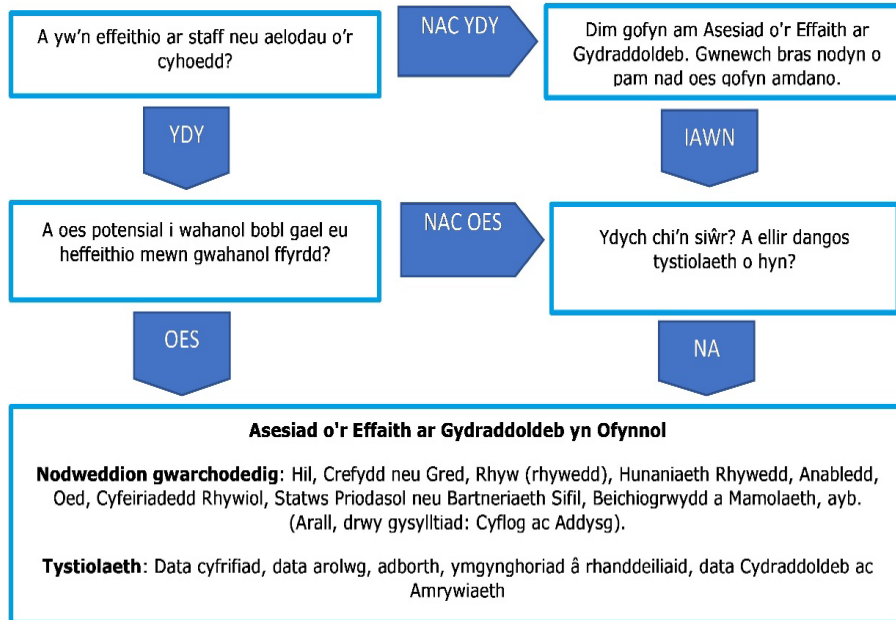 A yw'n effeithio ar staff neu aelodau o'r
cyhoedd?
NAC YDY
Dim gofyn am Asesiad o'r Effaith ar
Gydraddoldeb. Gwnewch bras nodyn o
pam nad oes gofyn amdano.
YDY
IAWN
A oes potensial i wahanol bobl gael eu
heffeithio mewn gwahanol ffyrdd?
NAC OES
Ydych chi'n siŵr? A ellir dangos
tystiolaeth o hyn?
OES
NA
Asesiad o'r Effaith ar Gydraddoldeb yn Ofynnol
Nodweddion gwarchodedig: Hil, Crefydd neu Gred, Rhyw (rhywedd), Hunaniaeth Rhywedd, Anabledd,
Oed, Cyfeiriadedd Rhywiol, Statws Priodasol neu Bartneriaeth Sifil, Beichiogrwydd a Mamolaeth, ayb.
(Arall, drwy gysylltiad: Cyflog ac Addysg).
Tystiolaeth: Data cyfrifiad, data arolwg, adborth, ymgynghoriad â rhanddeiliaid, data Cydraddoldeb ac
Amrywiaeth